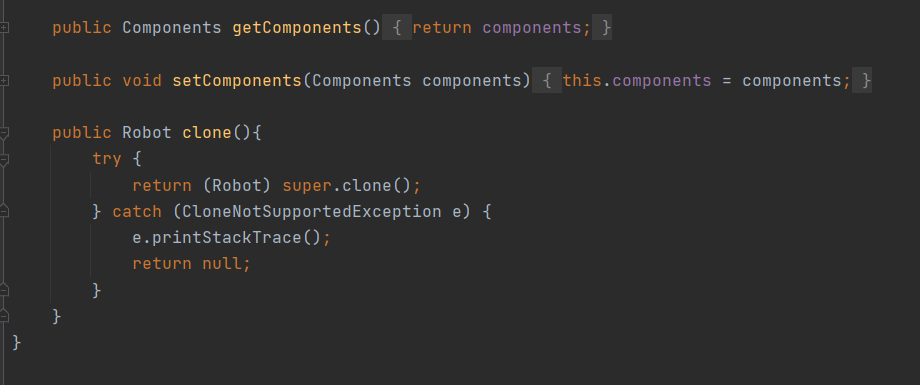 public Components getComponents() { return components; }
public void setComponents(Components components) { this.components = components; }
public Robot clone(){
try {
return (Robot) super.clone();
} catch (CloneNotSupportedException e) {
e.printStackTrace();
return null;
}
}
}